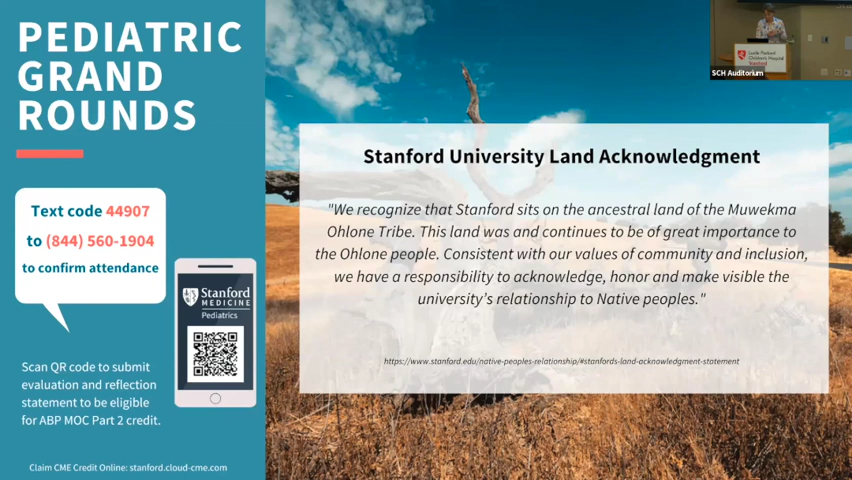 PEDIATRIC
GRAND
ROUNDS
Text code 44907
to (844) 560-1904
to confirm attendance
Stanford
MEDICINE
Pediatrics
Scan QR code to submit
evaluation and reflection
statement to be eligible
for ABP MOC Part 2 credit.
Claim CME Credit Online: stanford.cloud-cme.com
Stanford University Land Acknowledgment
"We recognize that Stanford sits on the ancestral land of the Muwekma
Ohlone Tribe. This land was and continues to be of great importance to
the Ohlone people. Consistent with our values of community and inclusion,
we have a responsibility to acknowledge, honor and make visible the
university's relationship to Native peoples."
https://www.stanford.edu/native-peoples-relationship/#stanfords-land-acknowledgment-statement
Lucile Packard
Children's Hospital
Stanford
SCH Auditorium